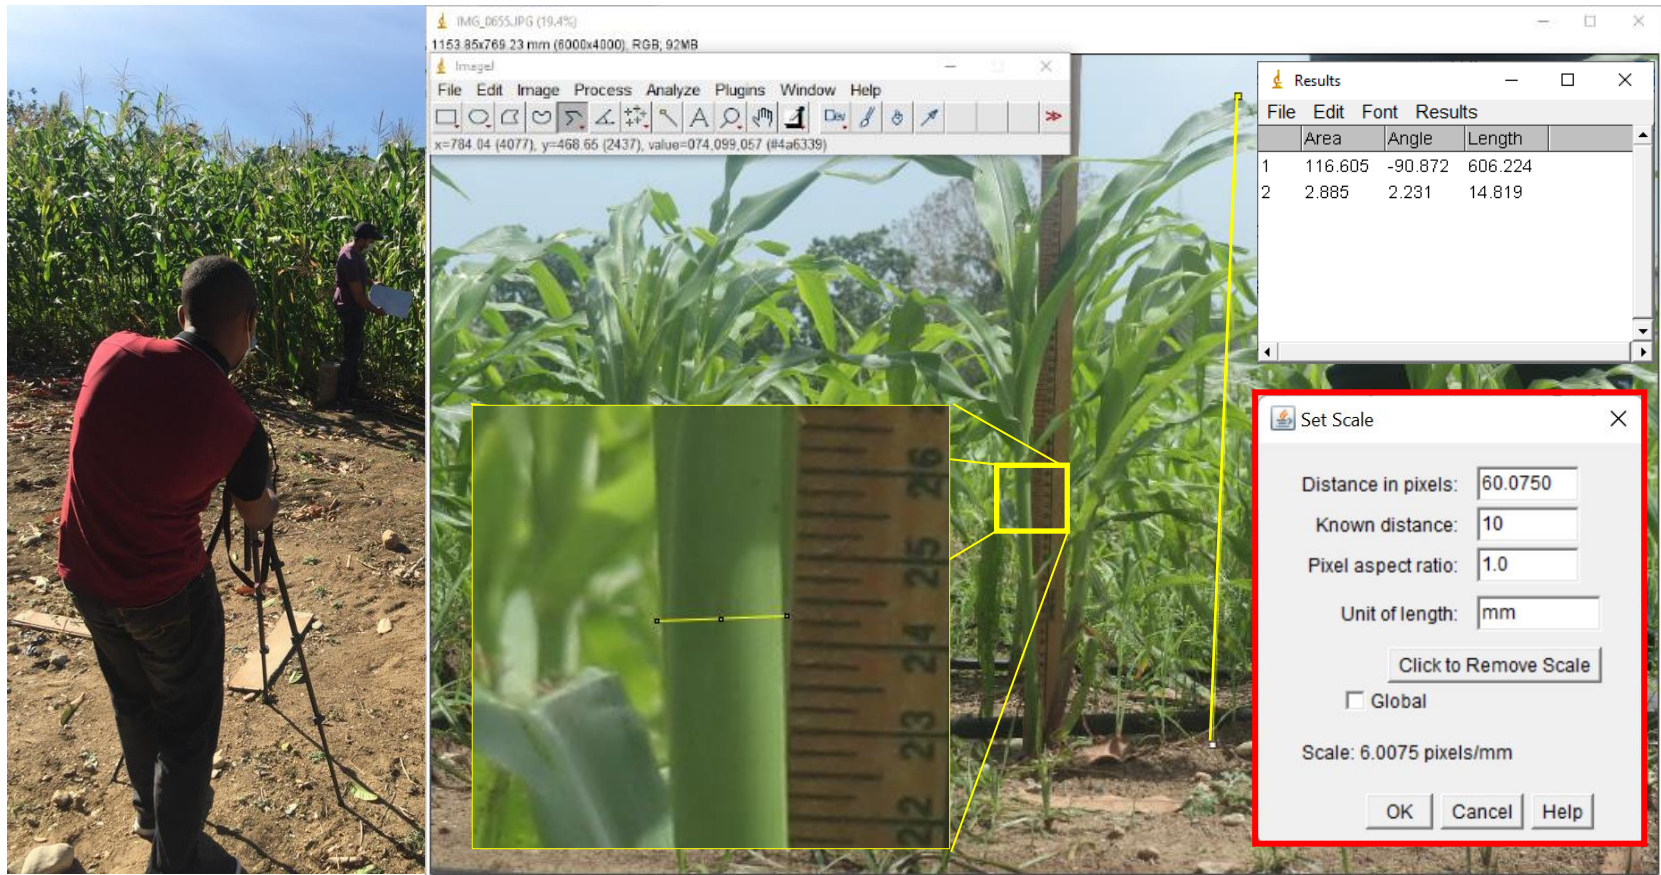 IMG_0655.JPG (19.4%)
1153.85x769.23 mm (6000x4000); RGB; 92MB
ImageJ
File Edit Image Process Analyze Plugins Window Help
A Dev
x=784.04 (4077), y=468.65 (2437), value=074,099,057 (#4a6339)
Results
File Edit Font Results
Area Angle Length
1 116.605 -90.872 606.224
2 2.885 2.231 14.819
26
25
24
23
22
Set Scale
Distance in pixels: 60.0750
Known distance: 10
Pixel aspect ratio: 1.0
Unit of length: mm
Click to Remove Scale
Global
Scale: 6.0075 pixels/mm
OK Cancel Help